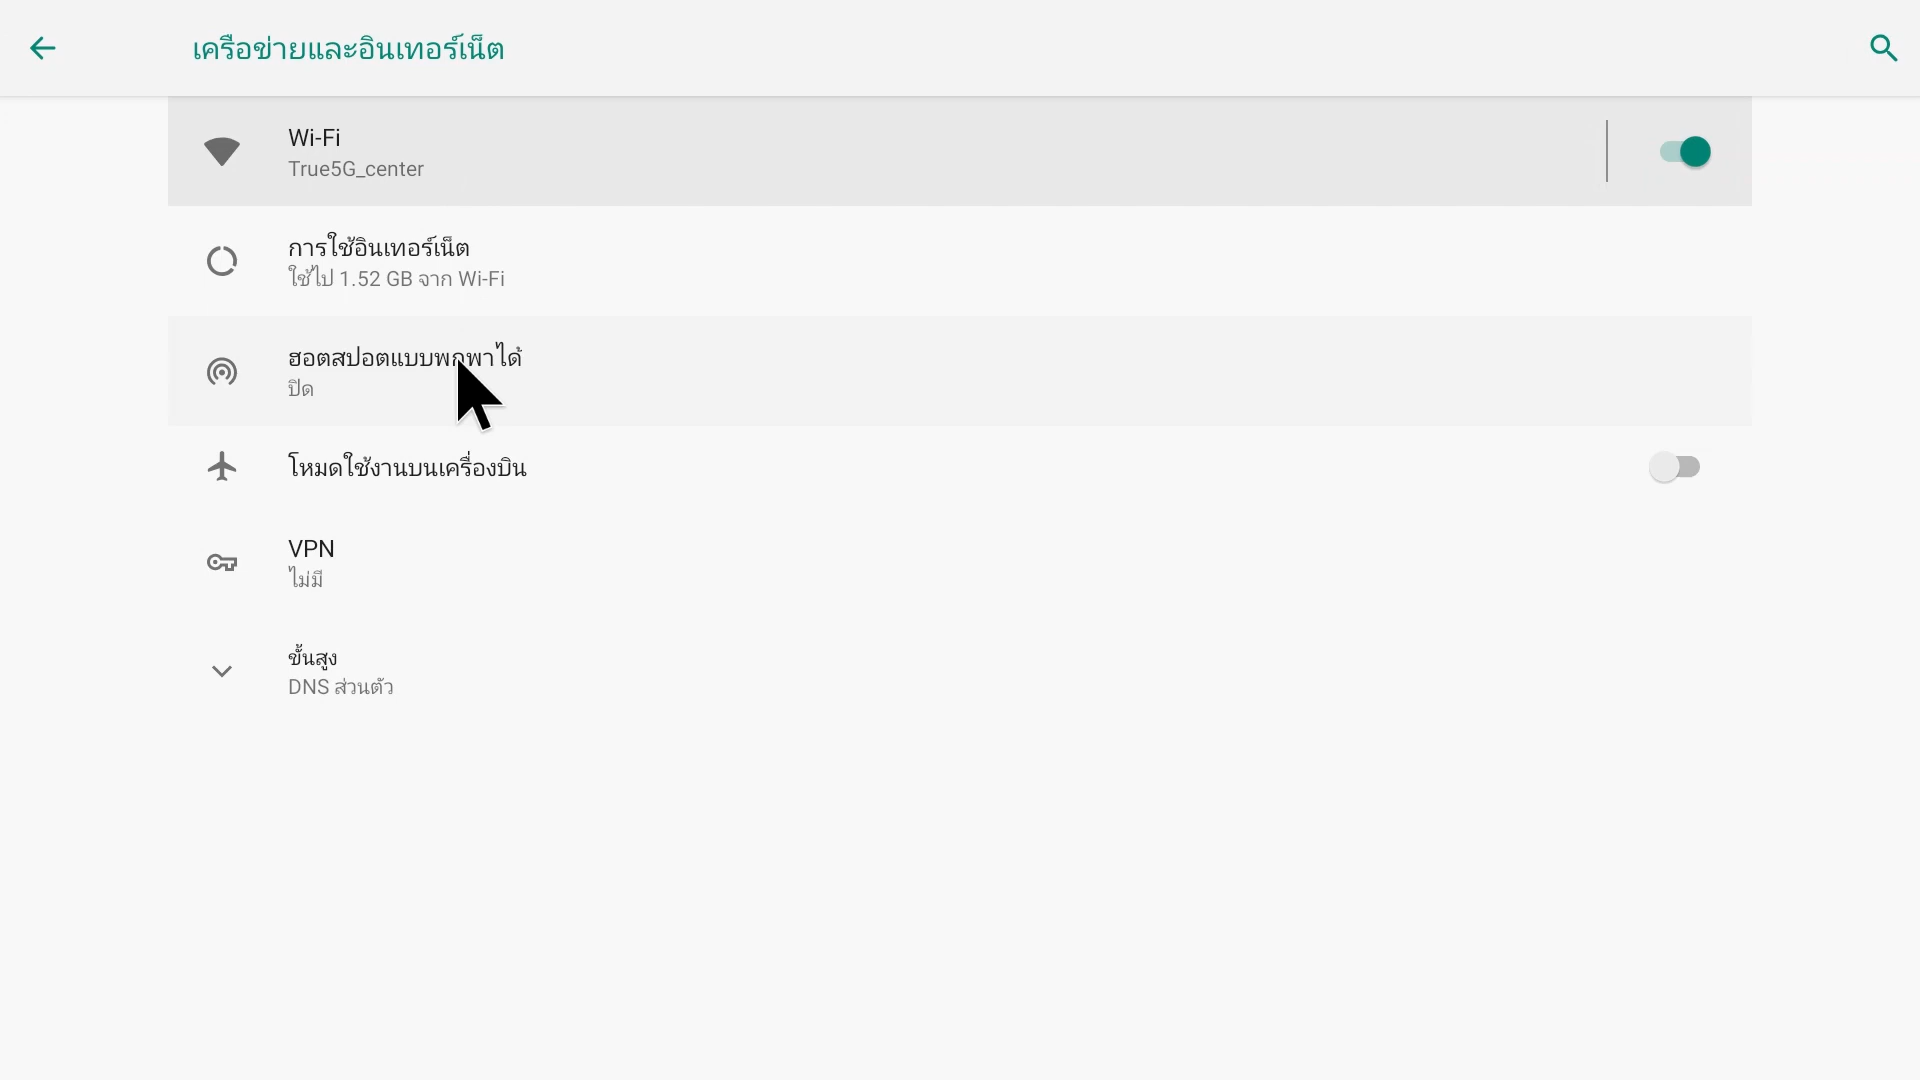 เครือข่ายและอินเทอร์เน็ต
Wi-Fi
True5G_center
การใช้อินเทอร์เน็ต
ใช้ไป 1.52 GB จาก Wi-Fi
ฮอตสปอตแบบพกพาได้
ปิด
โหมดใช้งานบนเครื่องบิน
VPN
ไม่มี
ขั้นสูง
DNS ส่วนตัว